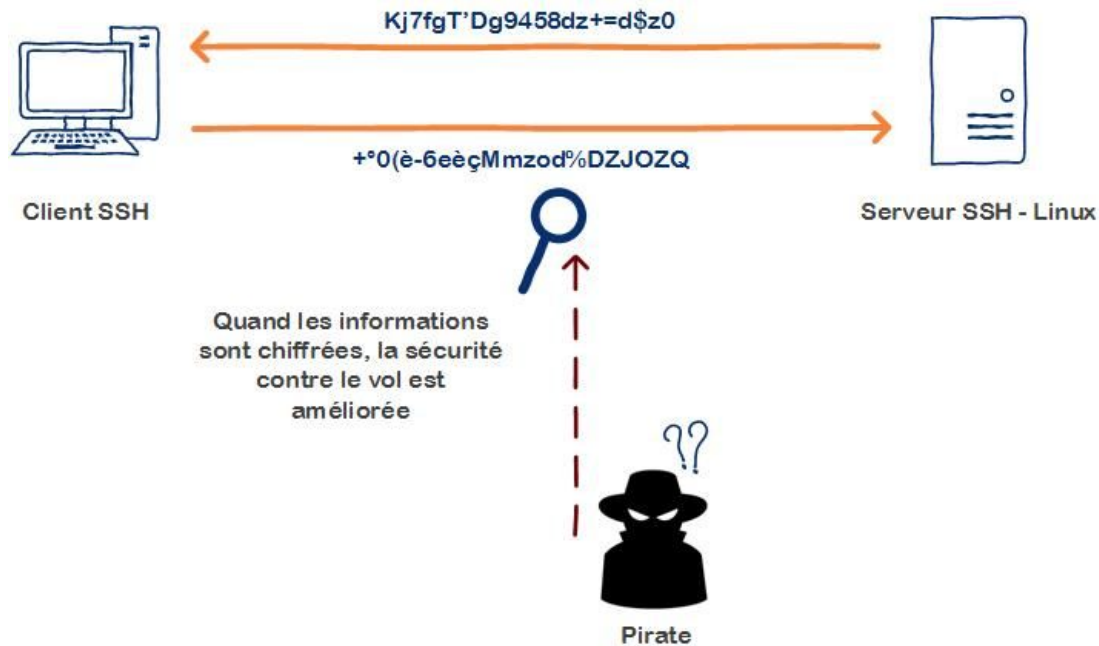 Kj7fgT’Dg9458dz+=d$z0
+°0(è-6eèçMmzod%DZJOZQ
Client SSH
Serveur SSH - Linux
Quand les informations
sont chiffrées, la sécurité
contre le vol est
améliorée
??
Pirate